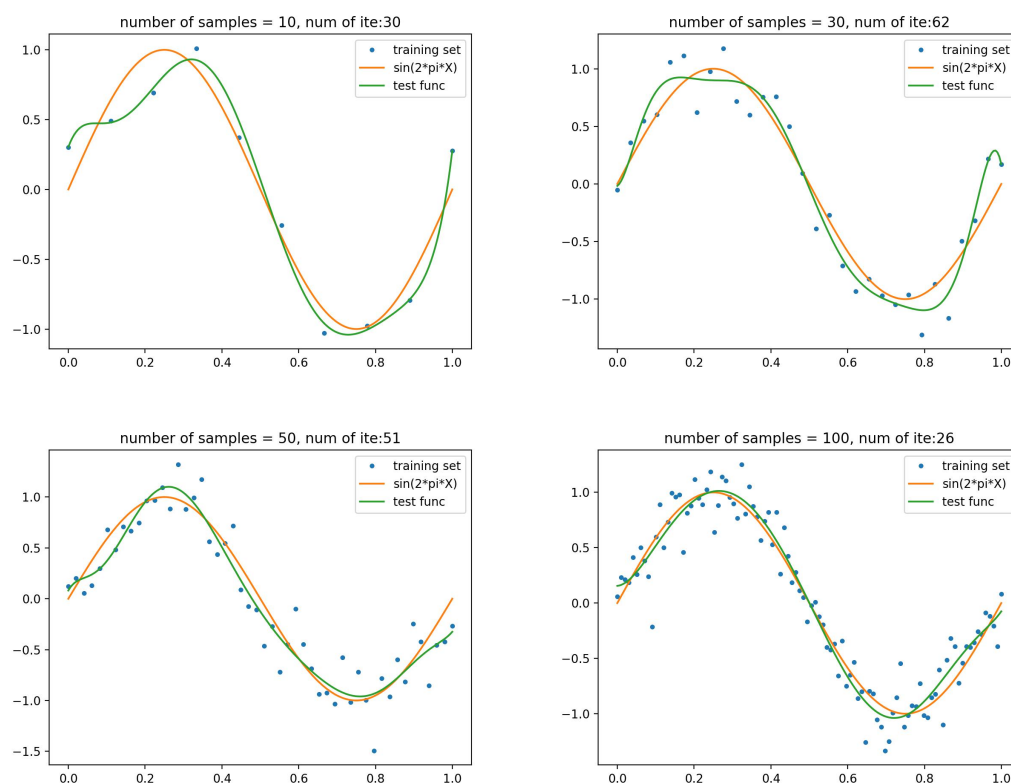 number of samples = 10, num of ite:30
training set
sin(2*pi*X)
test func
1.0
0.5
0.0
−0.5
−1.0
0.0 0.2 0.4 0.6 0.8 1.0
number of samples = 30, num of ite:62
training set
sin(2*pi*X)
test func
1.0
0.5
0.0
−0.5
−1.0
0.0 0.2 0.4 0.6 0.8 1.0
number of samples = 50, num of ite:51
training set
sin(2*pi*X)
test func
1.0
0.5
0.0
−0.5
−1.0
−1.5
0.0 0.2 0.4 0.6 0.8 1.0
number of samples = 100, num of ite:26
training set
sin(2*pi*X)
test func
1.0
0.5
0.0
−0.5
−1.0
0.0 0.2 0.4 0.6 0.8 1.0